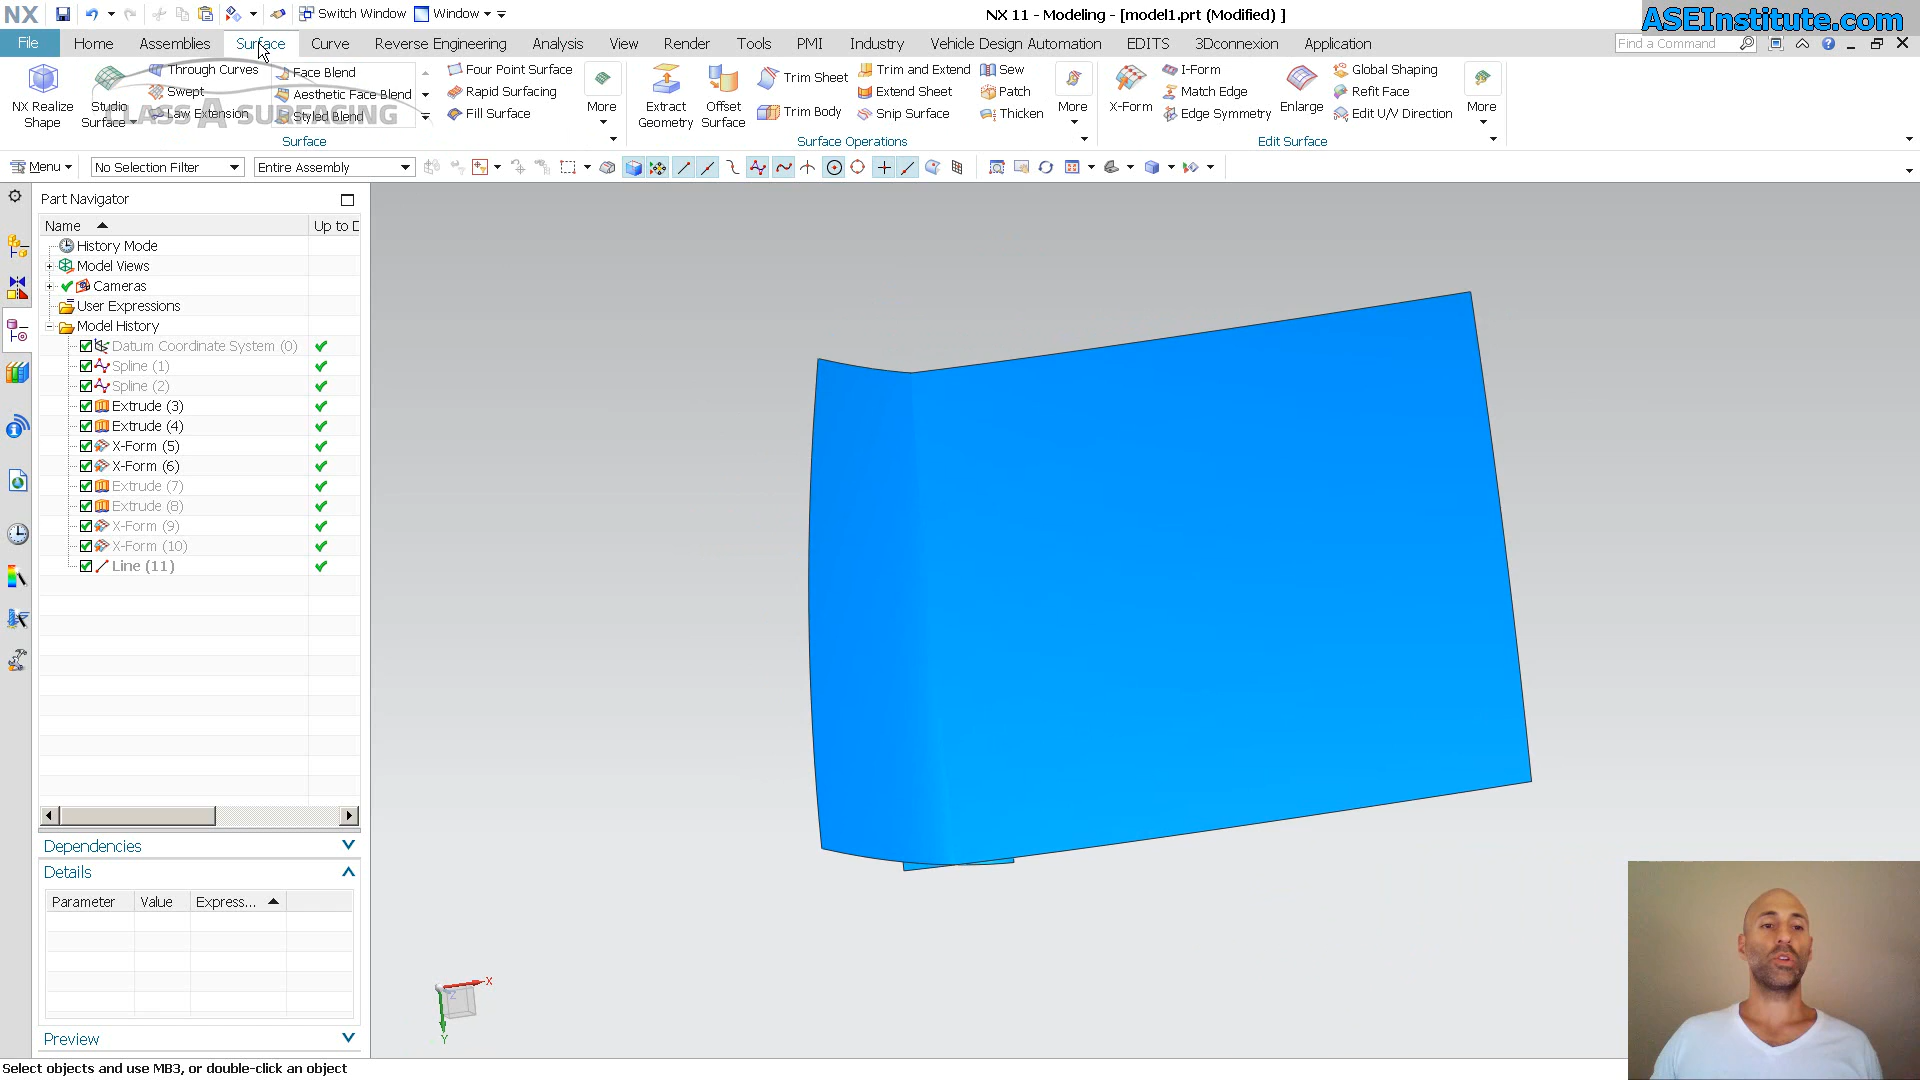 NX
Switch Window
Window
NX 11 - Modeling - [model1.prt (Modified) ]
ASEInstitute.com
File
Home
Assemblies
Surface
Curve
Reverse Engineering
Analysis
View
Render
Tools
PMI
Industry
Vehicle Design Automation
EDITS
3Dconnexion
Application
Find a Command
NX Realize
Shape
Studio
Surface
Through Curves
Swept
Law Extension
Face Blend
Aesthetic Face Blend
Styled Blend
CLASS A SURFACING
Four Point Surface
Rapid Surfacing
Fill Surface
More
Surface
Extract
Geometry
Offset
Surface
Trim Sheet
Trim Body
Trim and Extend
Extend Sheet
Snip Surface
Sew
Patch
Thicken
More
Surface Operations
X-Form
I-Form
Match Edge
Edge Symmetry
Enlarge
Global Shaping
Refit Face
Edit U/V Direction
More
Edit Surface
Menu
No Selection Filter
Entire Assembly
Part Navigator
Name
Up to D
History Mode
Model Views
Cameras
User Expressions
Model History
Datum Coordinate System (0)
Spline (1)
Spline (2)
Extrude (3)
Extrude (4)
X-Form (5)
X-Form (6)
Extrude (7)
Extrude (8)
X-Form (9)
X-Form (10)
Line (11)
Dependencies
Details
Parameter
Value
Express...
Preview
X
Z
Y
Select objects and use MB3, or double-click an object